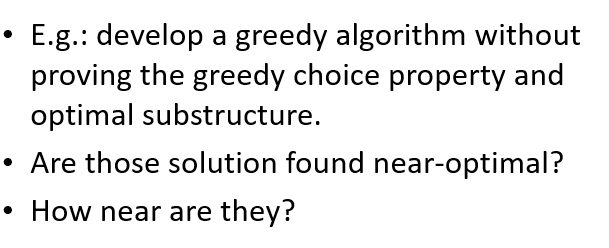 • E.g.: develop a greedy algorithm without
proving the greedy choice property and
optimal substructure.
• Are those solution found near-optimal?
• How near are they?